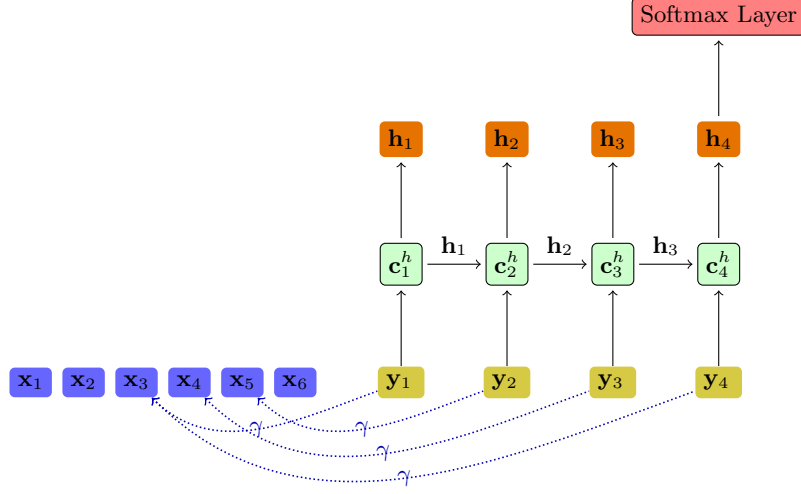 Softmax Layer
h₁ h₂ h₃ h₄
h₁ h₂ h₃
c₁ʰ c₂ʰ c₃ʰ c₄ʰ
x₁ x₂ x₃ x₄ x₅ x₆ y₁ y₂ y₃ y₄
γ γ
γ
γ